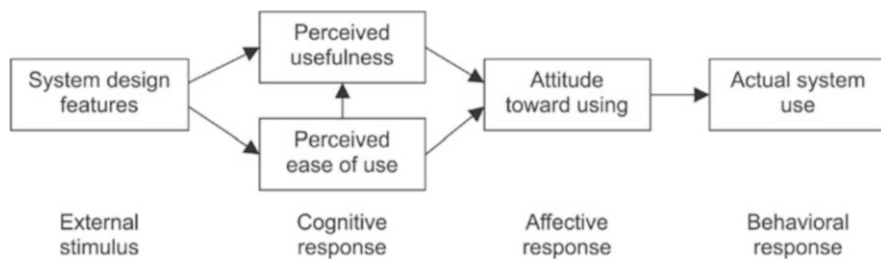 System design
features
Perceived
usefulness
Perceived
ease of use
Attitude
toward using
Actual system
use
External
stimulus
Cognitive
response
Affective
response
Behavioral
response